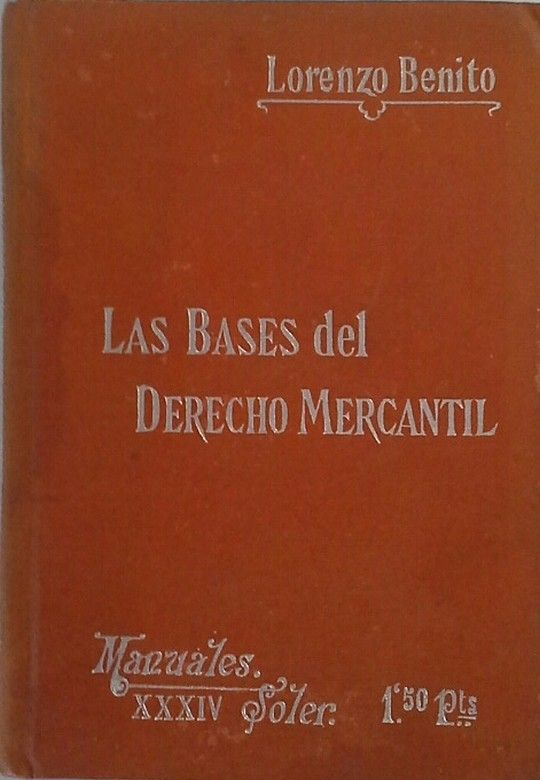 Lorenzo Benito
LAS BASES del
DERECHO MERCANTIL
Manuales.
XXXIV Soler. 1'50 Pts